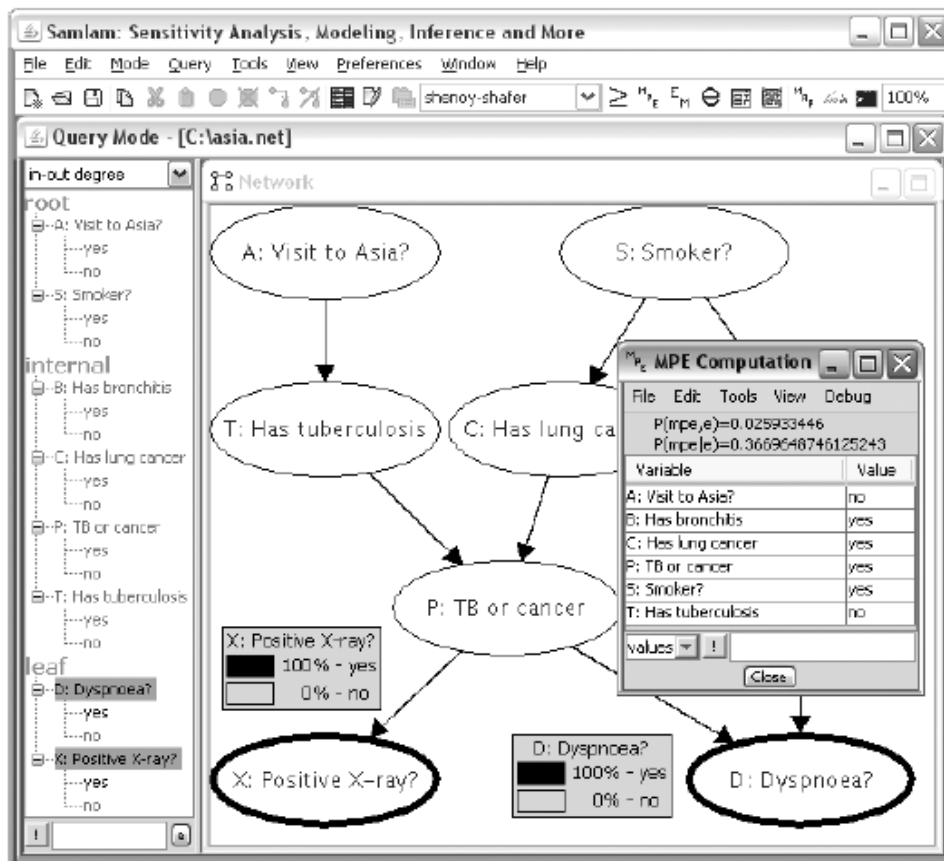 Samlam: Sensitivity Analysis, Modeling, Inference and More
File Edit Mode Query Tools View Preferences Window Help
shenoy-shafer
100%
Query Mode - [C:\asia.net]
in-out degree
root
A: Visit to Asia?
yes
no
S: Smoker?
yes
no
internal
B: Has bronchitis
yes
no
C: Has lung cancer
yes
no
P: TB or cancer
yes
no
T: Has tuberculosis
yes
no
leaf
D: Dyspnoea?
yes
no
X: Positive X-ray?
yes
no
!
Network
A: Visit to Asia?
S: Smoker?
T: Has tuberculosis
C: Has lung ca
P: TB or cancer
X: Positive X-ray?
100% - yes
0% - no
X: Positive X-ray?
D: Dyspnoea?
100% - yes
0% - no
D: Dyspnoea?
MPE MPE Computation
File Edit Tools View Debug
P(mpe,e)=0.025933446
P(mpe|e)=0.3669648746125243
Variable Value
A: Visit to Asia? no
B: Has bronchitis yes
C: Has lung cancer yes
P: TB or cancer yes
S: Smoker? yes
T: Has tuberculosis no
values !
Close